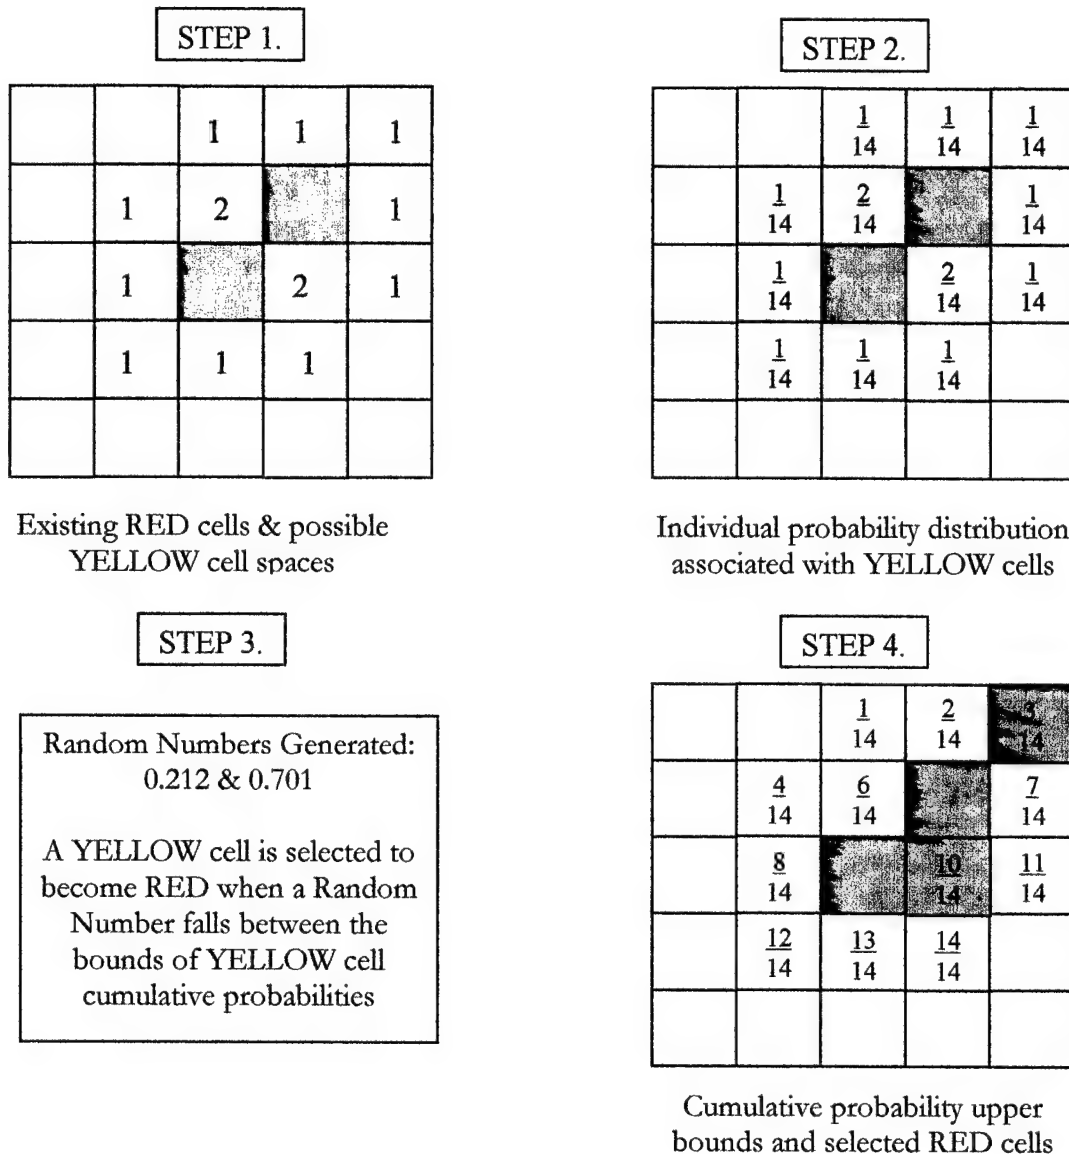 STEP 1.
1 1 1
1 2 1
1 2 1
1 1 1
Existing RED cells & possible
YELLOW cell spaces
STEP 2.
1 1 1
14 14 14
1 2 1
14 14 14
1 2 1
14 14 14
1 1 1
14 14 14
Individual probability distribution
associated with YELLOW cells
STEP 3.
Random Numbers Generated:
0.212 & 0.701
A YELLOW cell is selected to
become RED when a Random
Number falls between the
bounds of YELLOW cell
cumulative probabilities
STEP 4.
1 2 3
14 14 14
4 6 7
14 14 14
8 10 11
14 14 14
12 13 14
14 14 14
Cumulative probability upper
bounds and selected RED cells